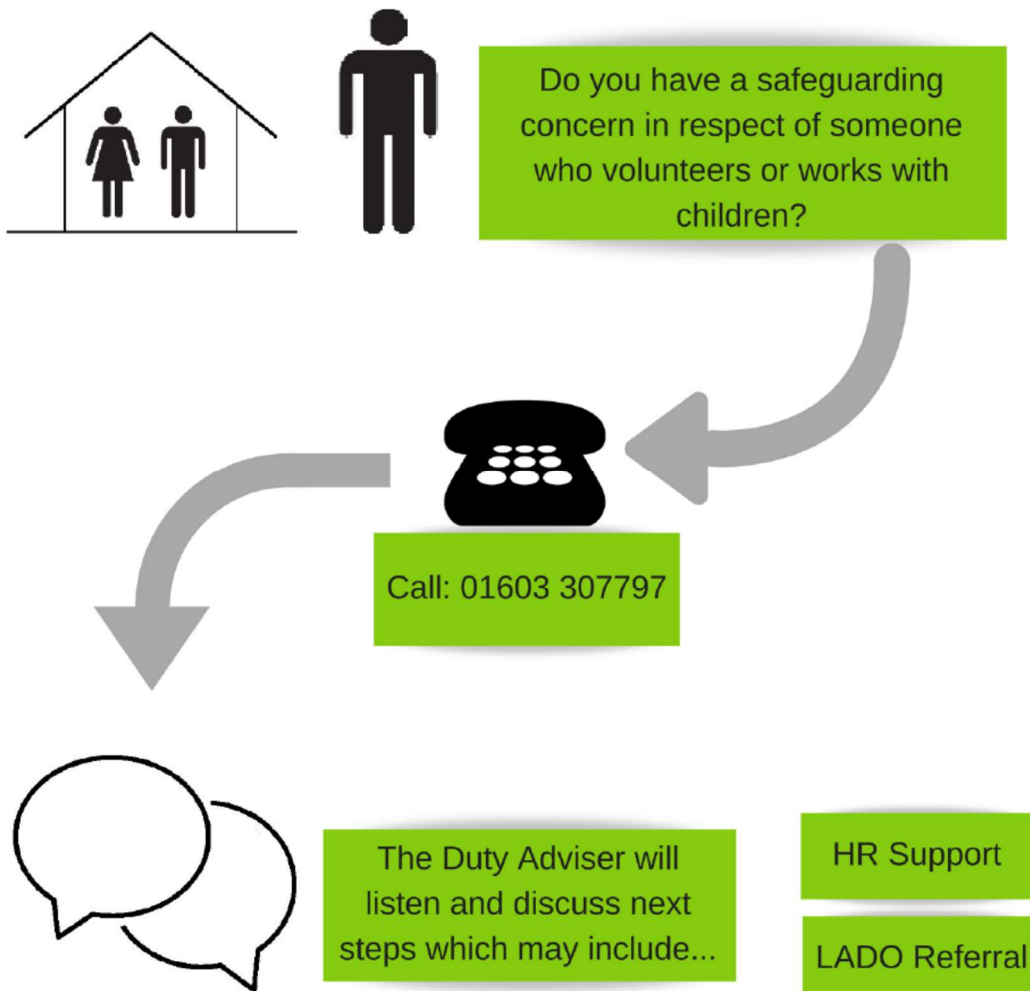 Do you have a safeguarding
concern in respect of someone
who volunteers or works with
children?
Call: 01603 307797
The Duty Adviser will
listen and discuss next
steps which may include...
HR Support
LADO Referral